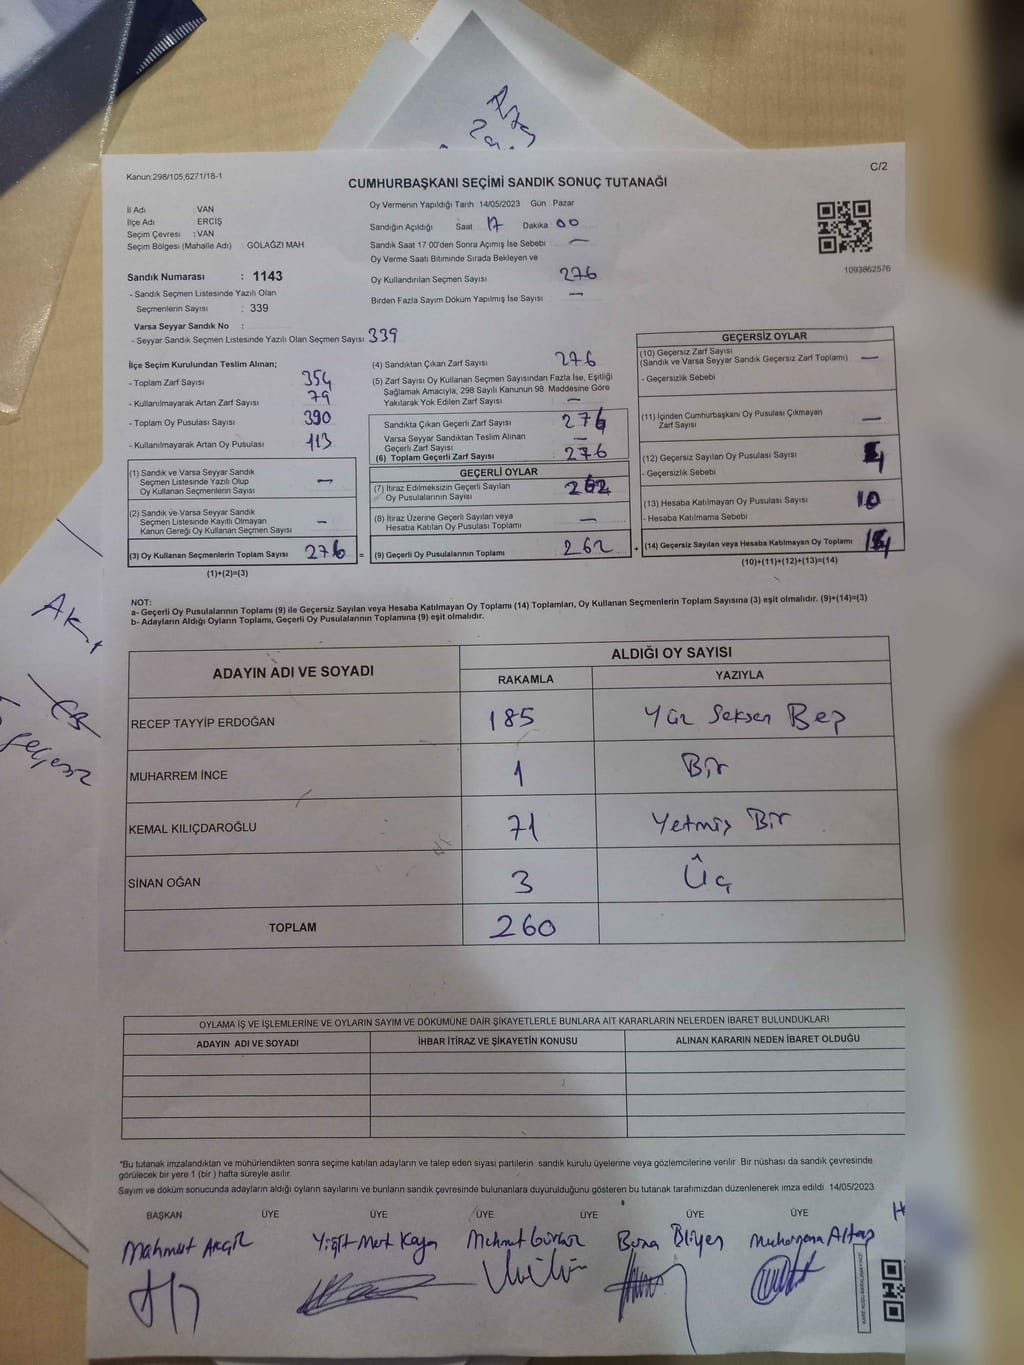 C/2
Kanun:298/105,6271/18-1
CUMHURBAŞKANI SEÇİMİ SANDIK SONUÇ TUTANAĞI
İl Adı : VAN
İlçe Adı : ERCİŞ
Seçim Çevresi : VAN
Seçim Bölgesi (Mahalle Adı) : GÖLAĞZI MAH
Oy Vermenin Yapıldığı Tarih 14/05/2023 Gün Pazar
Sandığın Açıldığı Saat 17 Dakika 00
Sandık Saat 17 00'den Sonra Açımış İse Sebebi —
Oy Verme Saati Bitiminde Sırada Bekleyen ve
Oy Kullandırılan Seçmen Sayısı 276
Birden Fazla Sayım Döküm Yapılmış İse Sayısı —
1093862576
Sandık Numarası : 1143
- Sandık Seçmen Listesinde Yazılı Olan
Seçmenlerin Sayısı : 339
Varsa Seyyar Sandık No :
- Seyyar Sandık Seçmen Listesinde Yazılı Olan Seçmen Sayısı: 339
İlçe Seçim Kurulundan Teslim Alınan;
- Toplam Zarf Sayısı 354
- Kullanılmayarak Artan Zarf Sayısı 79
- Toplam Oy Pusulası Sayısı 390
- Kullanılmayarak Artan Oy Pusulası 113
(1) Sandık ve Varsa Seyyar Sandık
Seçmen Listesinde Yazılı Olup
Oy Kullanan Seçmenlerin Sayısı —
(2) Sandık ve Varsa Seyyar Sandık
Seçmen Listesinde Kayıtlı Olmayan
Kanun Gereği Oy Kullanan Seçmen Sayısı —
(3) Oy Kullanan Seçmenlerin Toplam Sayısı 276 =
(1)+(2)=(3)
(4) Sandıktan Çıkan Zarf Sayısı 276
(5) Zarf Sayısı Oy Kullanan Seçmen Sayısından Fazla İse, Eşitliği
Sağlamak Amacıyla, 298 Sayılı Kanunun 98. Maddesine Göre
Yakılarak Yok Edilen Zarf Sayısı —
Sandıkta Çıkan Geçerli Zarf Sayısı 276
Varsa Seyyar Sandıktan Teslim Alınan
Geçerli Zarf Sayısı —
(6) Toplam Geçerli Zarf Sayısı 276
GEÇERLİ OYLAR
(7) İtiraz Edilmeksizin Geçerli Sayılan
Oy Pusulalarının Sayısı 262
(8) İtiraz Üzerine Geçerli Sayılan veya
Hesaba Katılan Oy Pusulası Toplamı —
(9) Geçerli Oy Pusulalarının Toplamı 262 +
GEÇERSİZ OYLAR
(10) Geçersiz Zarf Sayısı
(Sandık ve Varsa Seyyar Sandık Geçersiz Zarf Toplamı) —
- Geçersizlik Sebebi
(11) İçinden Cumhurbaşkanı Oy Pusulası Çıkmayan
Zarf Sayısı —
(12) Geçersiz Sayılan Oy Pusulası Sayısı 4
- Geçersizlik Sebebi
(13) Hesaba Katılmayan Oy Pusulası Sayısı 10
- Hesaba Katılmama Sebebi
(14) Geçersiz Sayılan veya Hesaba Katılmayan Oy Toplamı 14
(10)+(11)+(12)+(13)=(14)
NOT:
a- Geçerli Oy Pusulalarının Toplamı (9) ile Geçersiz Sayılan veya Hesaba Katılmayan Oy Toplamı (14) Toplamları, Oy Kullanan Seçmenlerin Toplam Sayısına (3) eşit olmalıdır. (9)+(14)=(3)
b- Adayların Aldığı Oyların Toplamı, Geçerli Oy Pusulalarının Toplamına (9) eşit olmalıdır.
ADAYIN ADI VE SOYADI ALDIĞI OY SAYISI
RAKAMLA YAZIYLA
RECEP TAYYİP ERDOĞAN 185 Yüz Seksen Beş
MUHARREM İNCE 1 Bir
KEMAL KILIÇDAROĞLU 71 Yetmiş Bir
SİNAN OĞAN 3 Üç
TOPLAM 260
OYLAMA İŞ VE İŞLEMLERİNE VE OYLARIN SAYIM VE DÖKÜMÜNE DAİR ŞİKAYETLERLE BUNLARA AİT KARARLARIN NELERDEN İBARET BULUNDUKLARI
ADAYIN ADI VE SOYADI İHBAR İTİRAZ VE ŞİKAYETİN KONUSU ALINAN KARARIN NEDEN İBARET OLDUĞU
*Bu tutanak imzalandıktan ve mühürlendikten sonra seçime katılan adayların ve talep eden siyasi partilerin sandık kurulu üyelerine ve gözlemcilerine verilir Bir nüshası da sandık çevresinde
görülecek bir yere 1 (bir ) hafta süreyle asılır.
Sayım ve döküm sonucunda adayların aldığı oyların sayılarını ve bunların sandık çevresinde bulunanlara duyurulduğunu gösteren bu tutanak tarafımızdan düzenlenerek imza edildi 14/05/2023
BAŞKAN ÜYE ÜYE ÜYE ÜYE ÜYE ÜYE
Mahmut Yiğit Mert Kaya Mehmet Gürbüz
geçersiz